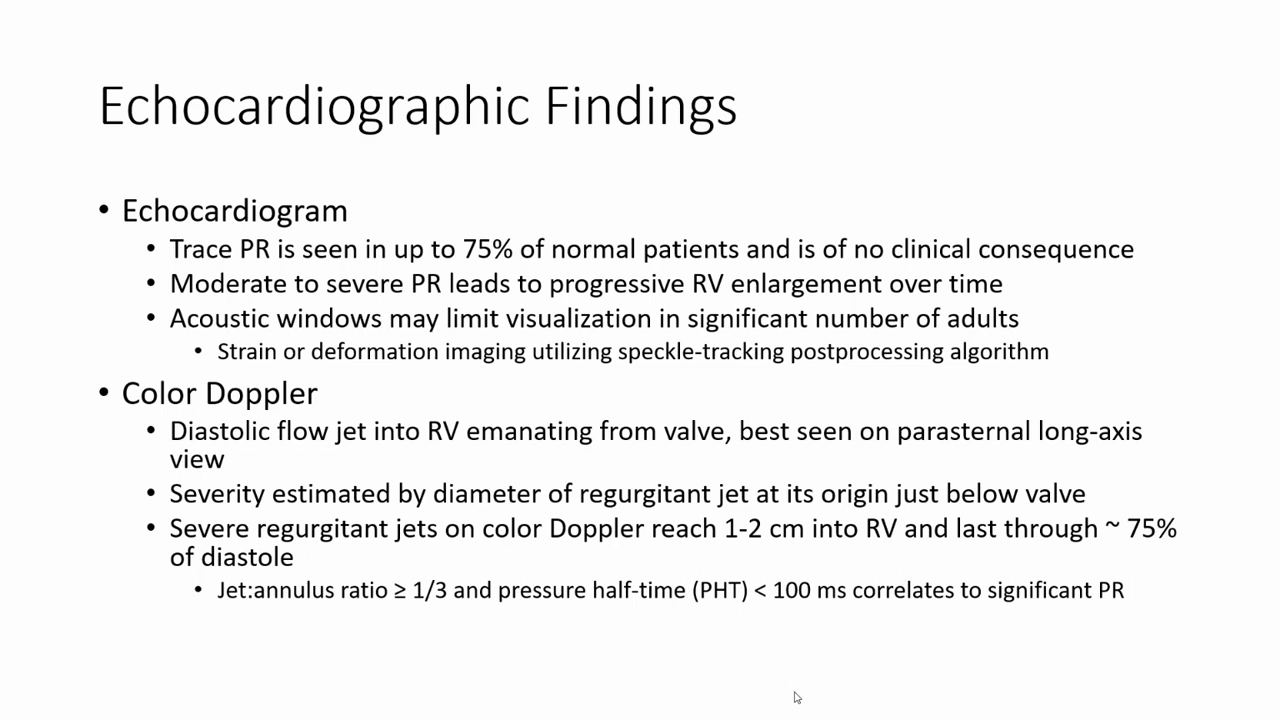 Echocardiographic Findings
• Echocardiogram
• Trace PR is seen in up to 75% of normal patients and is of no clinical consequence
• Moderate to severe PR leads to progressive RV enlargement over time
• Acoustic windows may limit visualization in significant number of adults
• Strain or deformation imaging utilizing speckle-tracking postprocessing algorithm
• Color Doppler
• Diastolic flow jet into RV emanating from valve, best seen on parasternal long-axis
view
• Severity estimated by diameter of regurgitant jet at its origin just below valve
• Severe regurgitant jets on color Doppler reach 1-2 cm into RV and last through ~ 75%
of diastole
• Jet:annulus ratio ≥ 1/3 and pressure half-time (PHT) < 100 ms correlates to significant PR